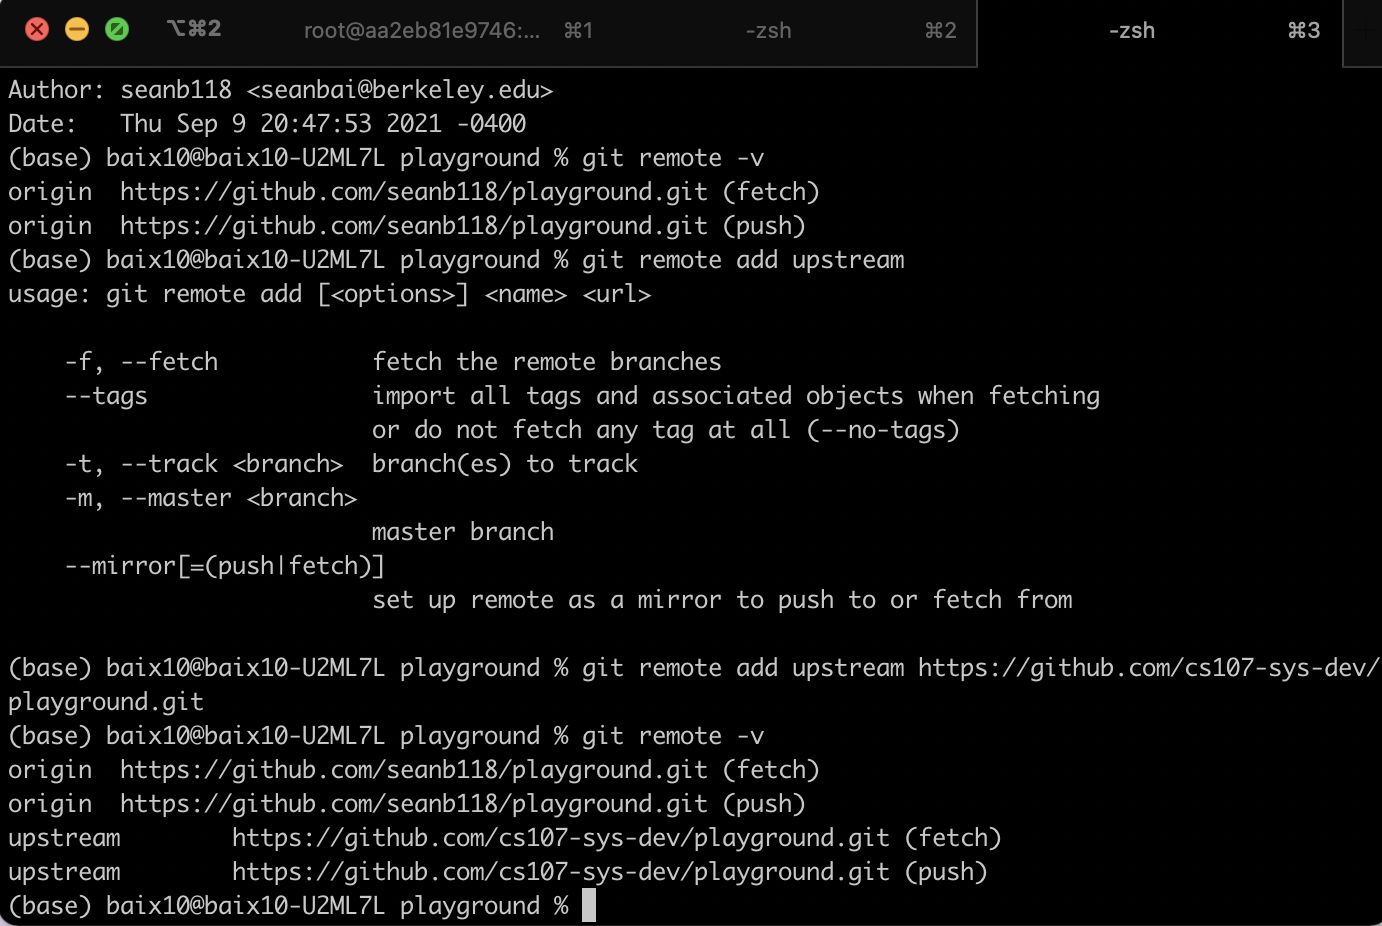 ⌥⌘2 root@aa2eb81e9746:... ⌘1 -zsh ⌘2 -zsh ⌘3
Author: seanb118 <seanbai@berkeley.edu>
Date:   Thu Sep 9 20:47:53 2021 -0400
(base) baix10@baix10-U2ML7L playground % git remote -v
origin  https://github.com/seanb118/playground.git (fetch)
origin  https://github.com/seanb118/playground.git (push)
(base) baix10@baix10-U2ML7L playground % git remote add upstream
usage: git remote add [<options>] <name> <url>

    -f, --fetch           fetch the remote branches
    --tags                import all tags and associated objects when fetching
                          or do not fetch any tag at all (--no-tags)
    -t, --track <branch>  branch(es) to track
    -m, --master <branch>
                          master branch
    --mirror[=(push|fetch)]
                          set up remote as a mirror to push to or fetch from

(base) baix10@baix10-U2ML7L playground % git remote add upstream https://github.com/cs107-sys-dev/
playground.git
(base) baix10@baix10-U2ML7L playground % git remote -v
origin  https://github.com/seanb118/playground.git (fetch)
origin  https://github.com/seanb118/playground.git (push)
upstream        https://github.com/cs107-sys-dev/playground.git (fetch)
upstream        https://github.com/cs107-sys-dev/playground.git (push)
(base) baix10@baix10-U2ML7L playground %